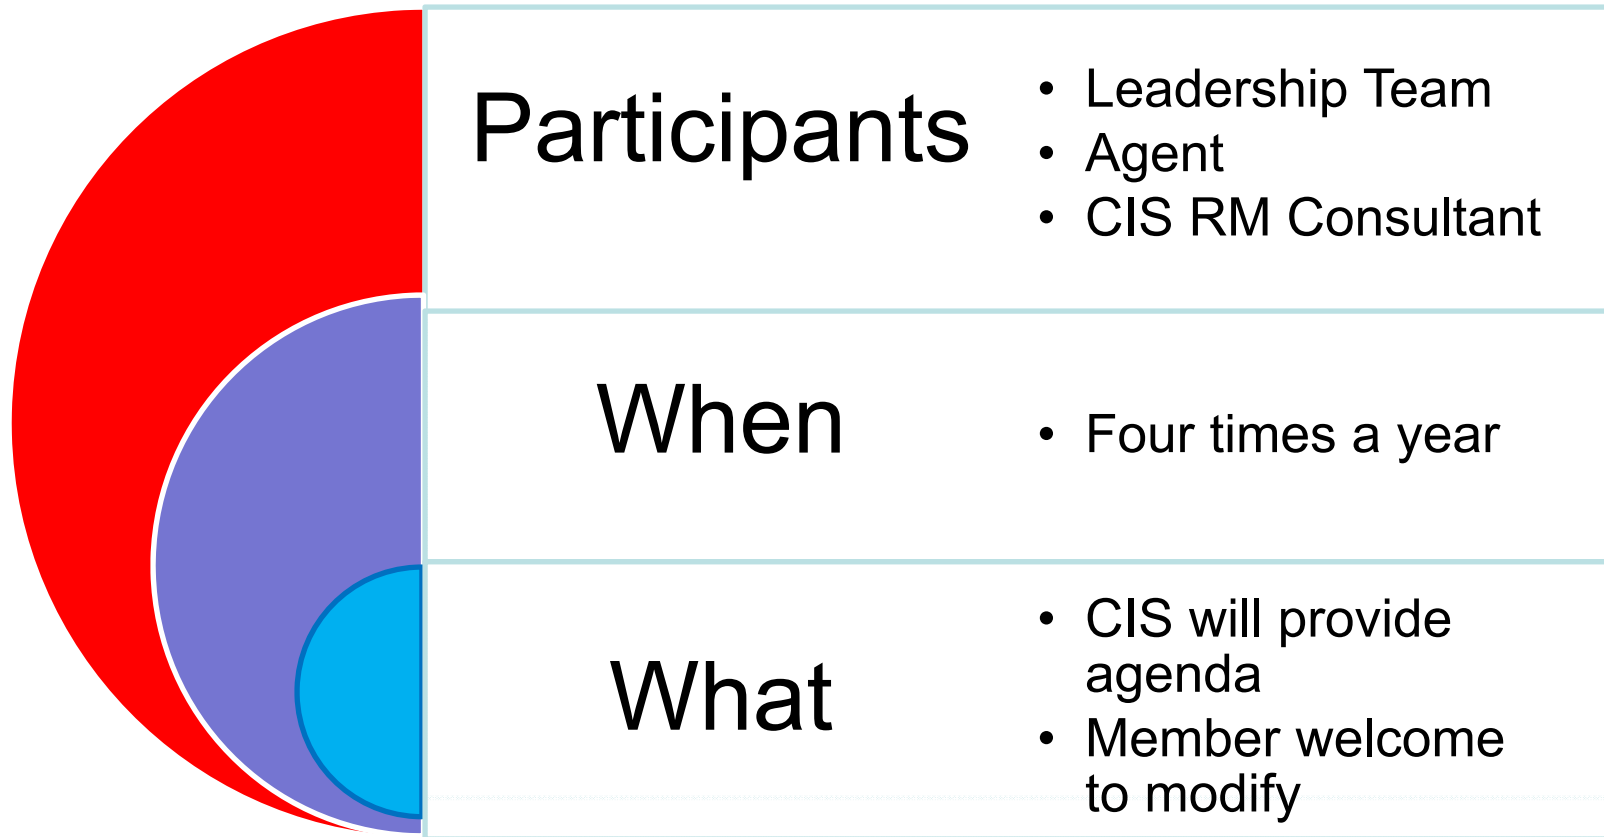 Participants
• Leadership Team
• Agent
• CIS RM Consultant
When
• Four times a year
What
• CIS will provide
agenda
• Member welcome
to modify